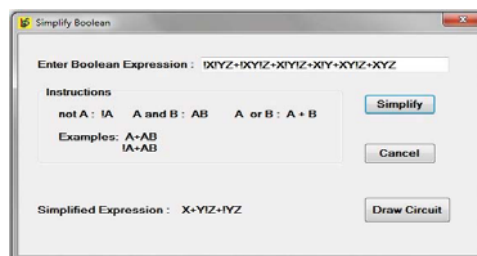 Simplify Boolean
Enter Boolean Expression : !X!YZ+!XY!Z+X!Y!Z+X!Y+XY!Z+XYZ
Instructions
not A : !A A and B : AB A or B : A + B
Examples: A+AB
!A+AB
Simplify
Cancel
Simplified Expression : X+Y!Z+!YZ
Draw Circuit